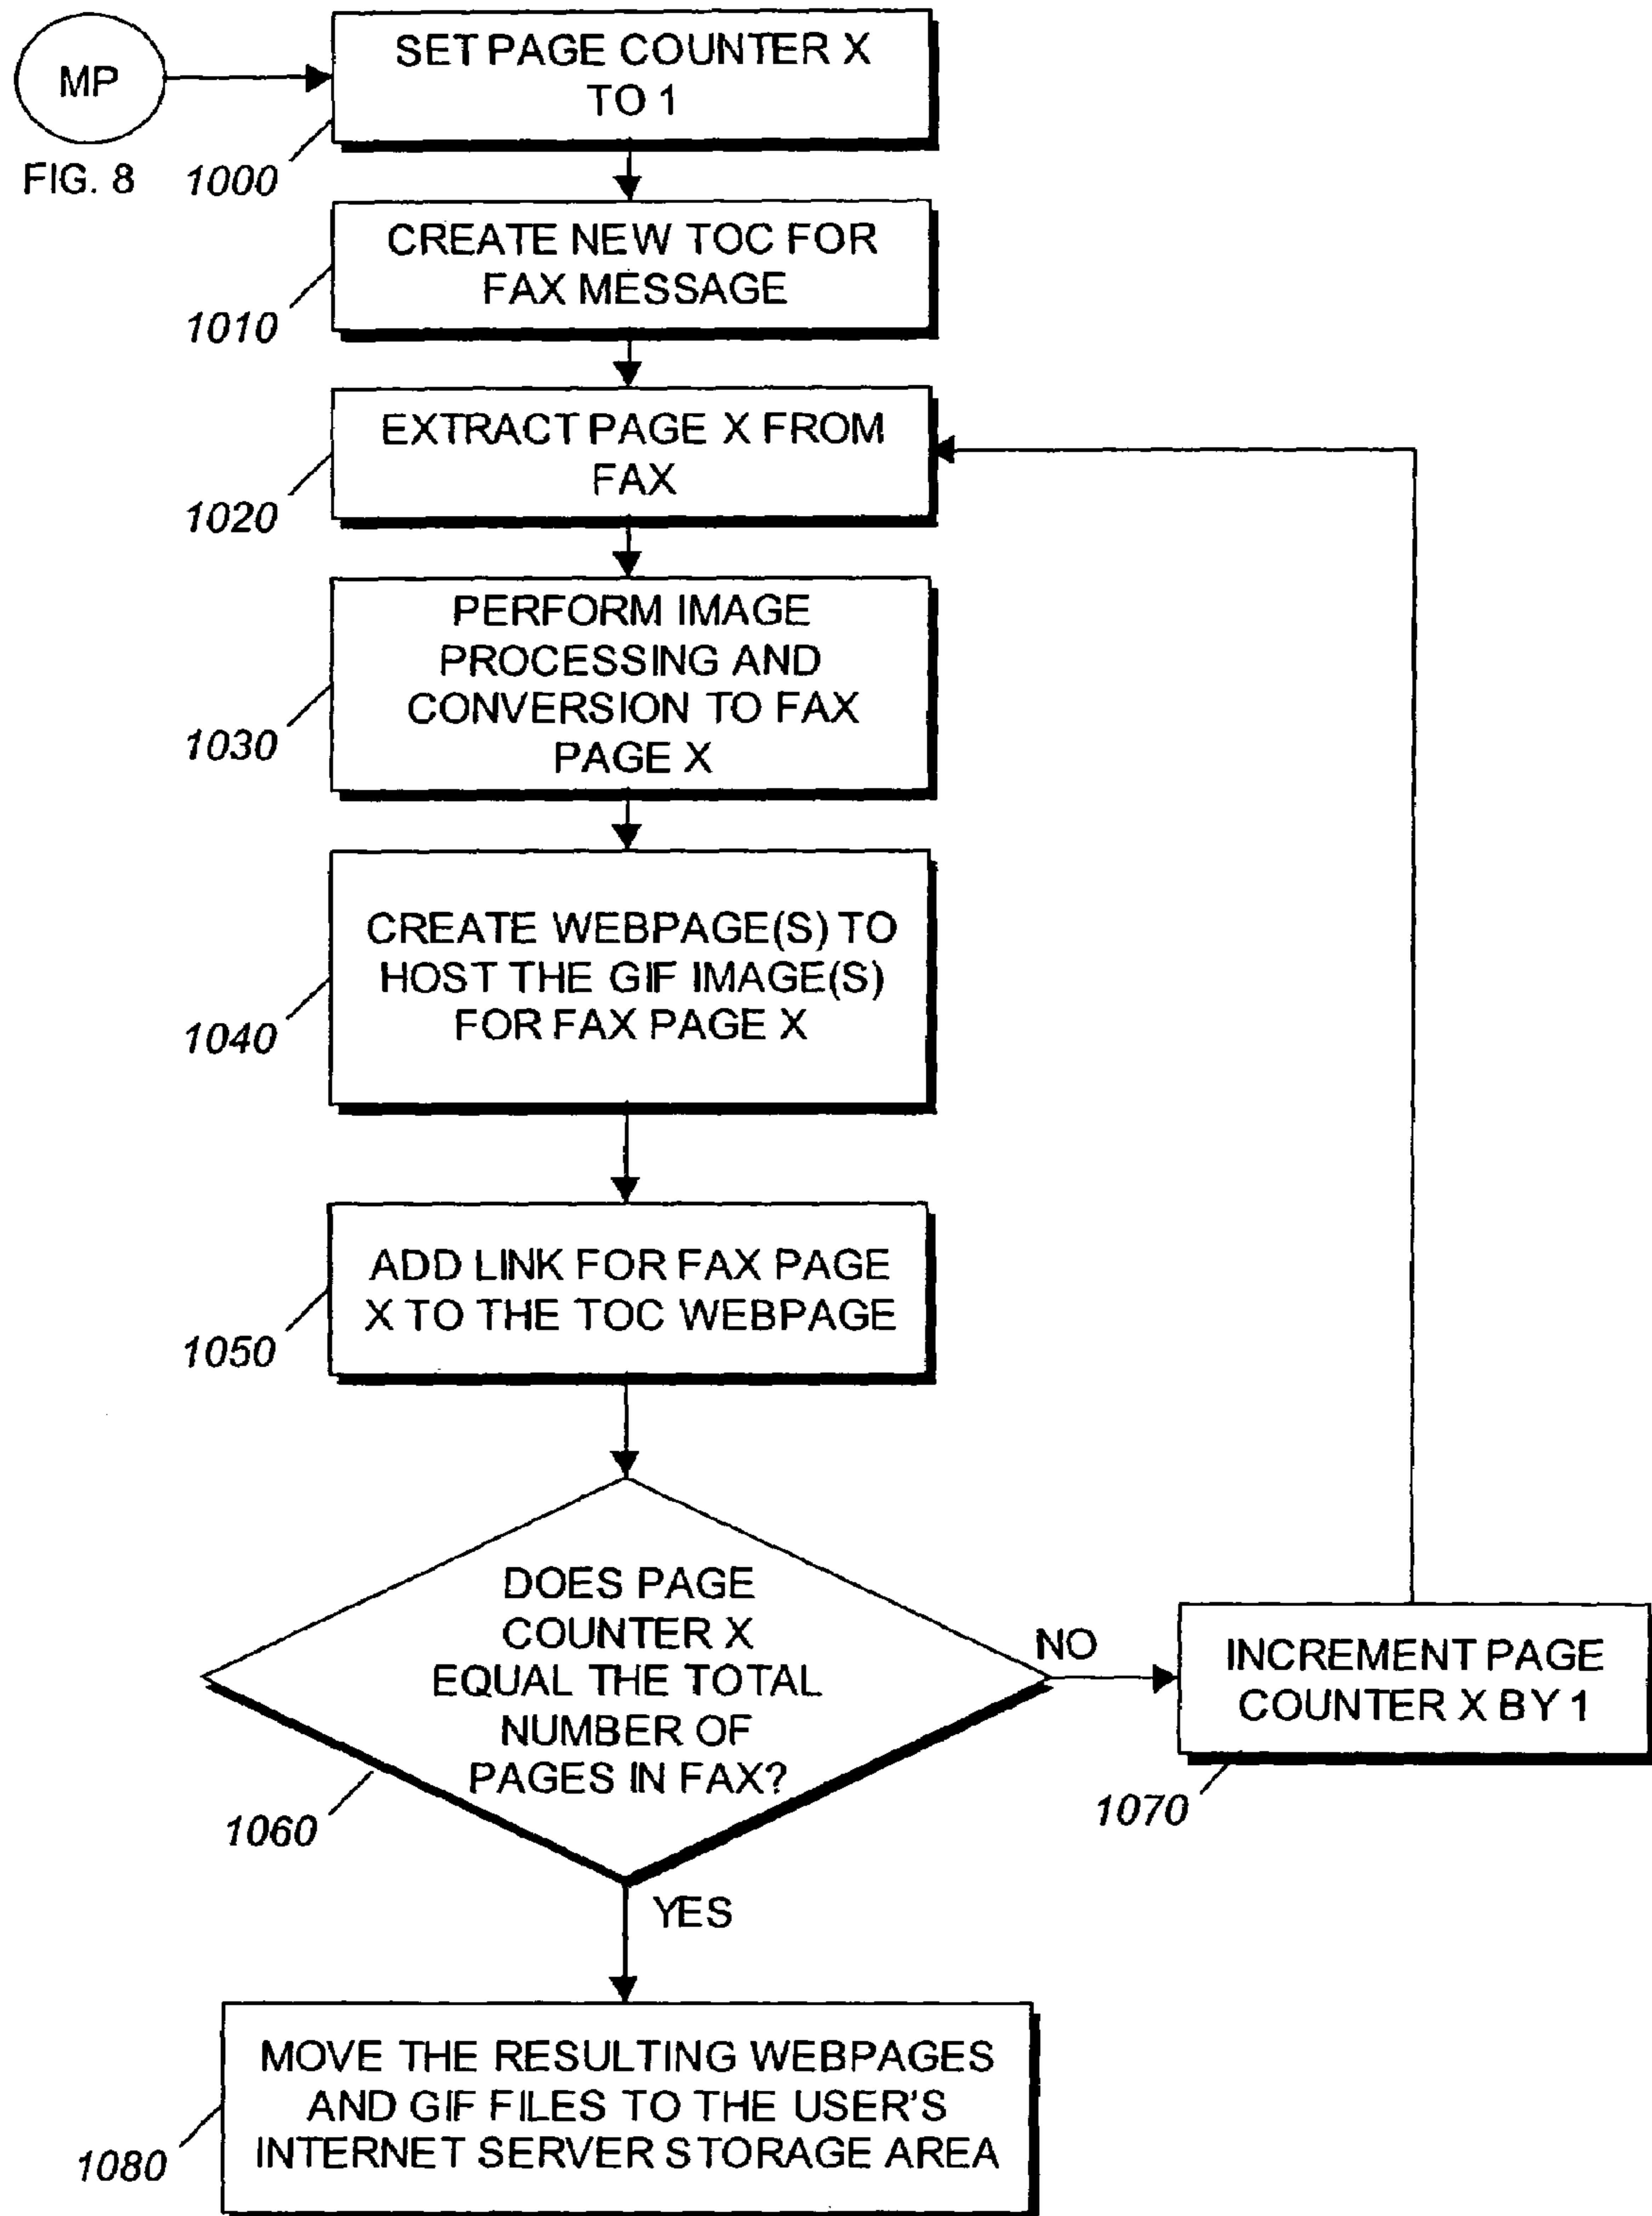 MP
FIG. 8
SET PAGE COUNTER X
TO 1
1000
CREATE NEW TOC FOR
FAX MESSAGE
1010
EXTRACT PAGE X FROM
FAX
1020
PERFORM IMAGE
PROCESSING AND
CONVERSION TO FAX
PAGE X
1030
CREATE WEBPAGE(S) TO
HOST THE GIF IMAGE(S)
FOR FAX PAGE X
1040
ADD LINK FOR FAX PAGE
X TO THE TOC WEBPAGE
1050
DOES PAGE
COUNTER X
EQUAL THE TOTAL
NUMBER OF
PAGES IN FAX?
1060
NO
INCREMENT PAGE
COUNTER X BY 1
1070
YES
MOVE THE RESULTING WEBPAGES
AND GIF FILES TO THE USER'S
INTERNET SERVER STORAGE AREA
1080